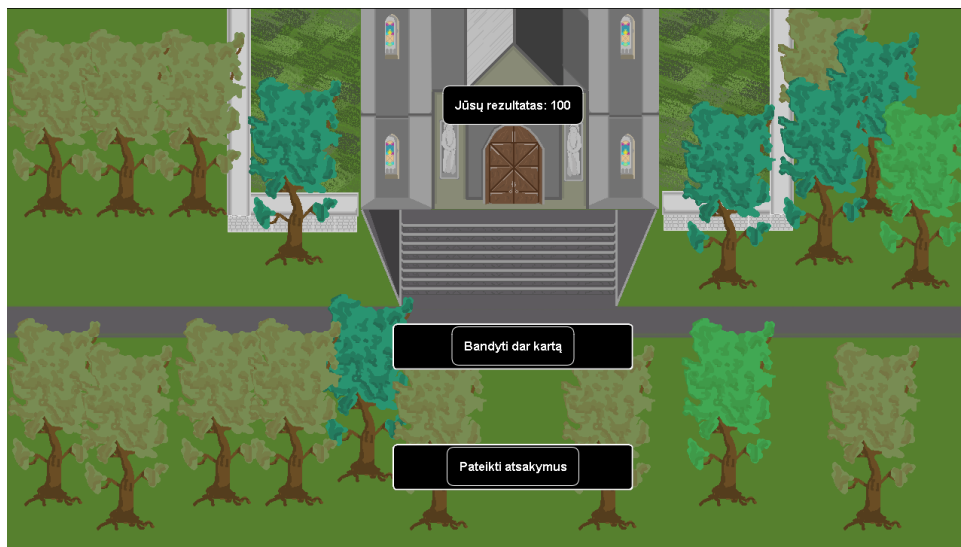 Jūsų rezultatas: 100
Bandyti dar kartą
Pateikti atsakymus